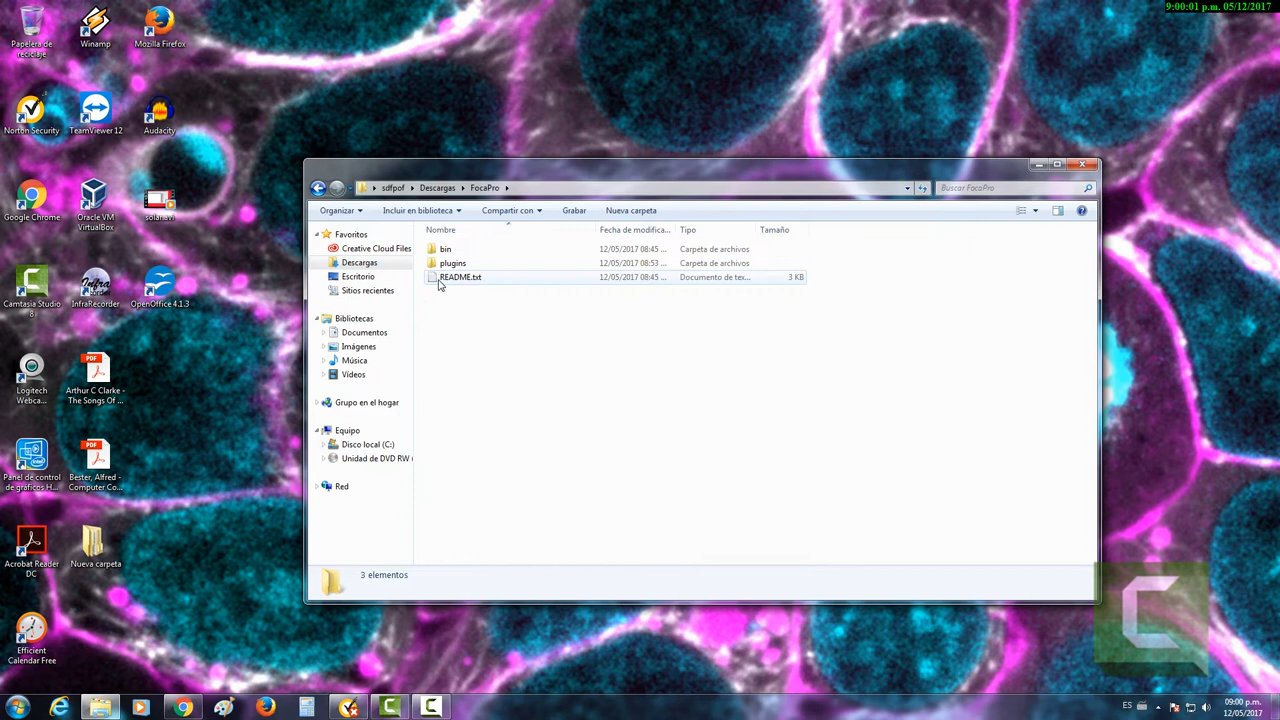 9:00:01 p.m. 05/12/2017
Papelera de reciclaje
Winamp
Mozilla Firefox
Norton Security
TeamViewer 12
Audacity
Google Chrome
Oracle VM VirtualBox
solar.avi
Camtasia Studio 8
InfraRecorder
OpenOffice 4.1.3
Logitech Webca...
PDF
Arthur C Clarke - The Songs Of ...
Panel de control de gráficos H...
PDF
Bester, Alfred - Computer Co...
Acrobat Reader DC
Nueva carpeta
Efficient Calendar Free
sdfpof
Descargas
FocaPro
Buscar FocaPro
Organizar
Incluir en biblioteca
Compartir con
Grabar
Nueva carpeta
Favoritos
Creative Cloud Files
Descargas
Escritorio
Sitios recientes
Bibliotecas
Documentos
Imágenes
Música
Vídeos
Grupo en el hogar
Equipo
Disco local (C:)
Unidad de DVD RW (
Red
Nombre Fecha de modifica... Tipo Tamaño
bin 12/05/2017 08:45 ... Carpeta de archivos
plugins 12/05/2017 08:53 ... Carpeta de archivos
README.txt 12/05/2017 08:45 ... Documento de tex... 3 KB
3 elementos
ES
09:00 p.m.
12/05/2017